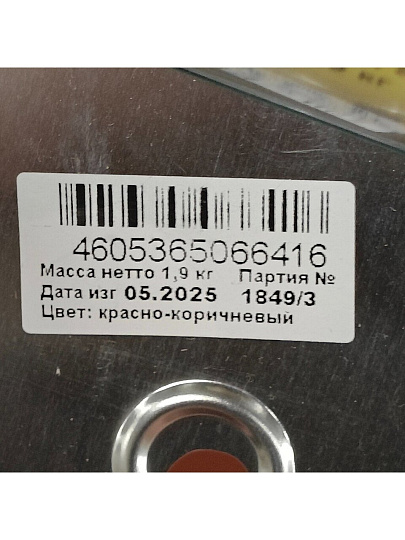 4605365066416
Масса нетто 1,9 кг Партия №
Дата изг 05.2025 1849/3
Цвет: красно-коричневый